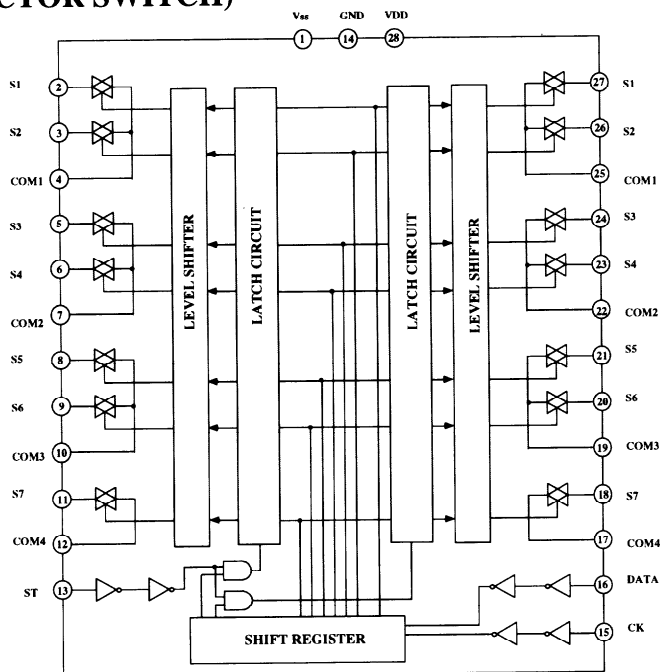 CTOR SWITCH)
Vss GND VDD
1 14 28
S1 2 27 S1
S2 3 26 S2
COM1 4 25 COM1
S3 5 24 S3
S4 6 23 S4
COM2 7 22 COM2
S5 8 21 S5
S6 9 20 S6
COM3 10 19 COM3
S7 11 18 S7
COM4 12 17 COM4
ST 13 16 DATA
15 CK
LEVEL SHIFTER
LATCH CIRCUIT
LATCH CIRCUIT
LEVEL SHIFTER
SHIFT REGISTER